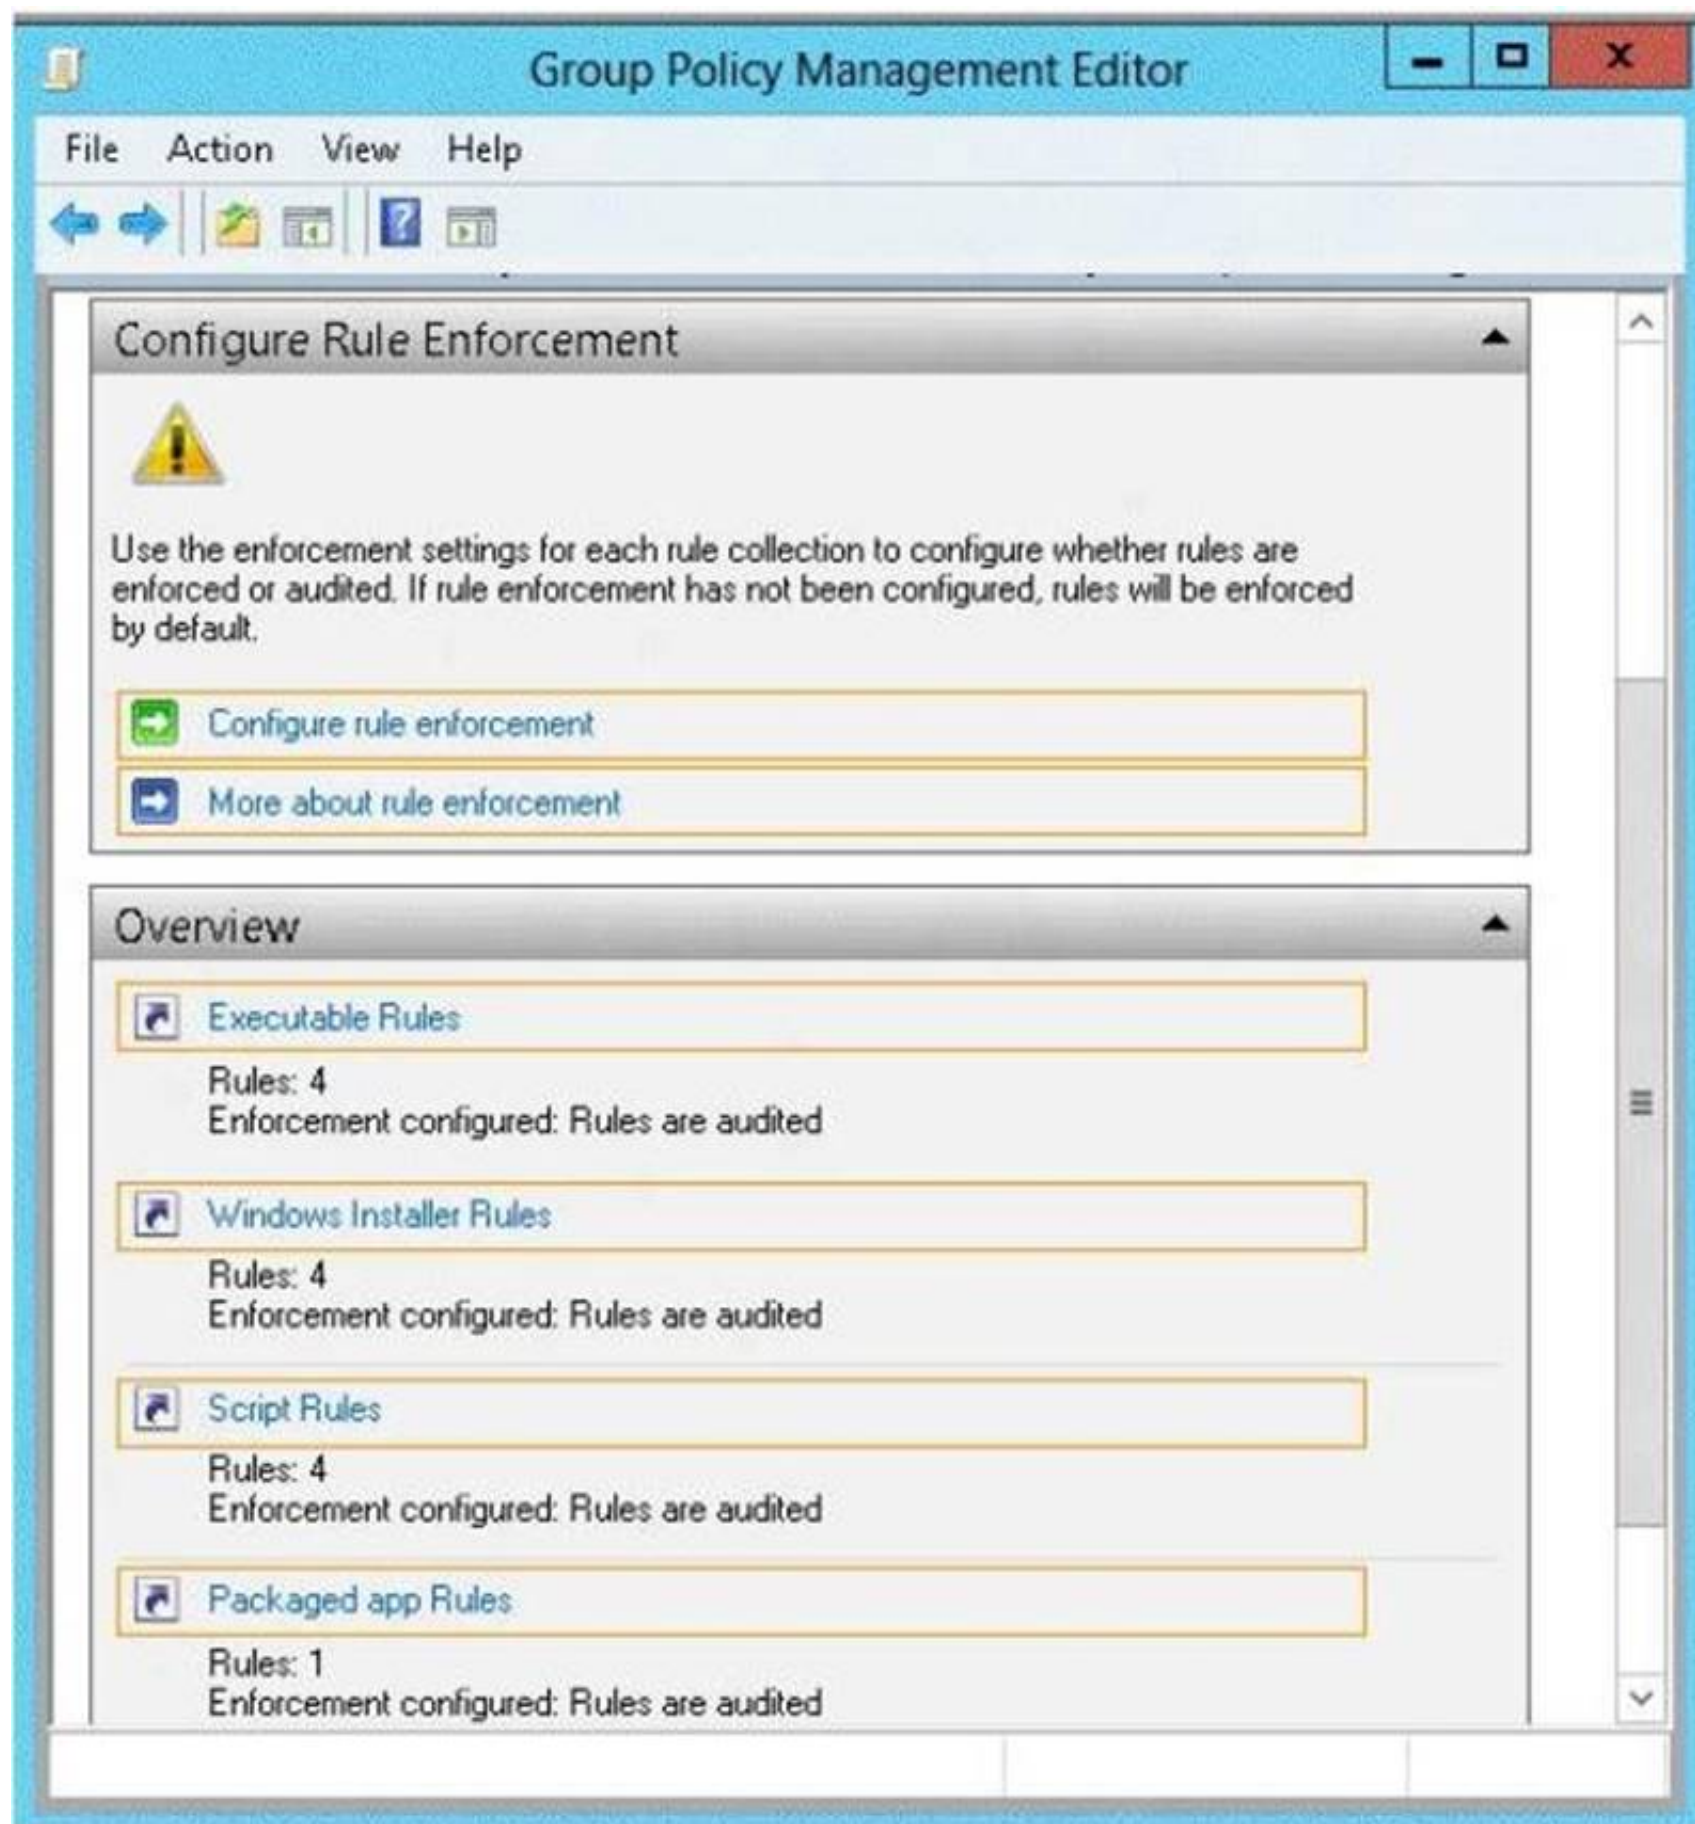 Group Policy Management Editor
File Action View Help
Configure Rule Enforcement
Use the enforcement settings for each rule collection to configure whether rules are
enforced or audited. If rule enforcement has not been configured, rules will be enforced
by default.
Configure rule enforcement
More about rule enforcement
Overview
Executable Rules
Rules: 4
Enforcement configured: Rules are audited
Windows Installer Rules
Rules: 4
Enforcement configured: Rules are audited
Script Rules
Rules: 4
Enforcement configured: Rules are audited
Packaged app Rules
Rules: 1
Enforcement configured: Rules are audited